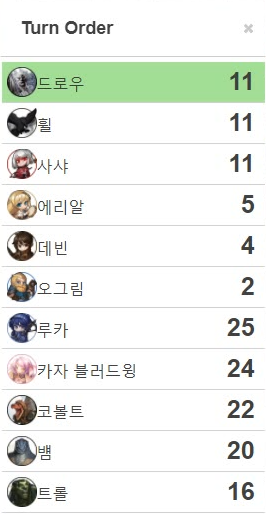 Turn Order ×
드로우 11
휠 11
사샤 11
에리알 5
데빈 4
오그림 2
루카 25
카자 블러드윙 24
코볼트 22
뱀 20
트롤 16